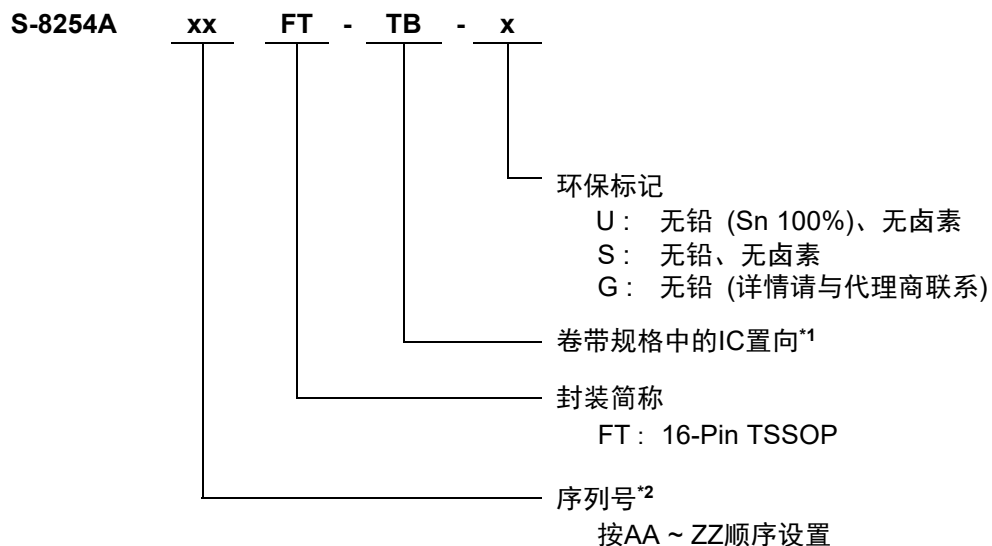 S-8254A xx FT - TB - x
环保标记
U : 无铅 (Sn 100%)、无卤素
S : 无铅、无卤素
G : 无铅 (详情请与代理商联系)
卷带规格中的IC置向*1
封装简称
FT : 16-Pin TSSOP
序列号*2
按AA ~ ZZ顺序设置